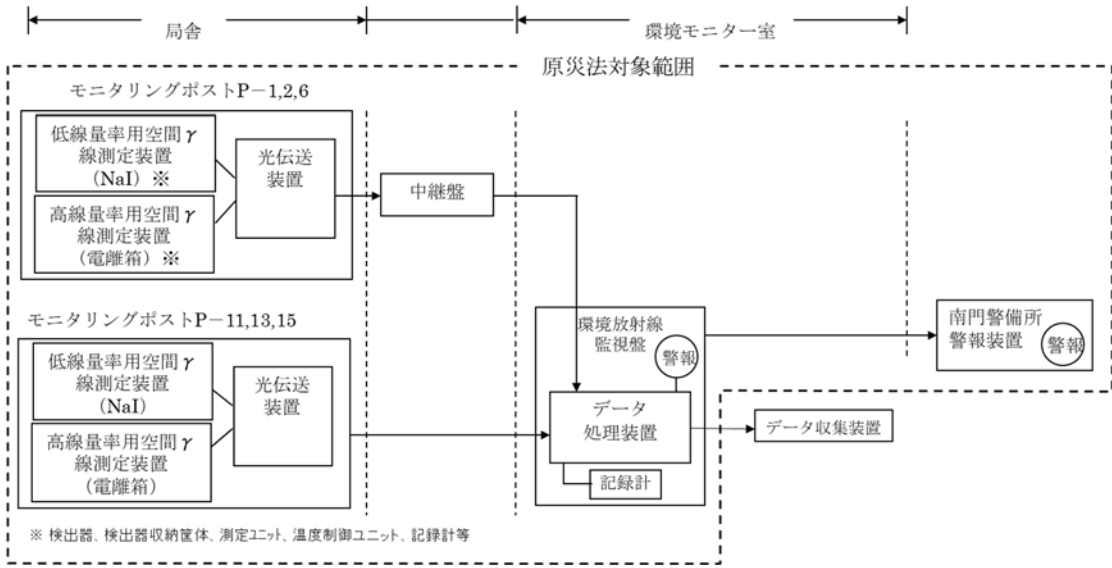 局舎
環境モニター室
原災法対象範囲
モニタリングポストP－1,2,6
低線量率用空間γ
線測定装置
（NaI）※
高線量率用空間γ
線測定装置
（電離箱）※
光伝送
装置
中継盤
モニタリングポストP－11,13,15
低線量率用空間γ
線測定装置
（NaI）
高線量率用空間γ
線測定装置
（電離箱）
光伝送
装置
環境放射線
監視盤
警報
データ
処理装置
記録計
南門警備所
警報装置
警報
データ収集装置
※ 検出器、検出器収納筐体、測定ユニット、温度制御ユニット、記録計等